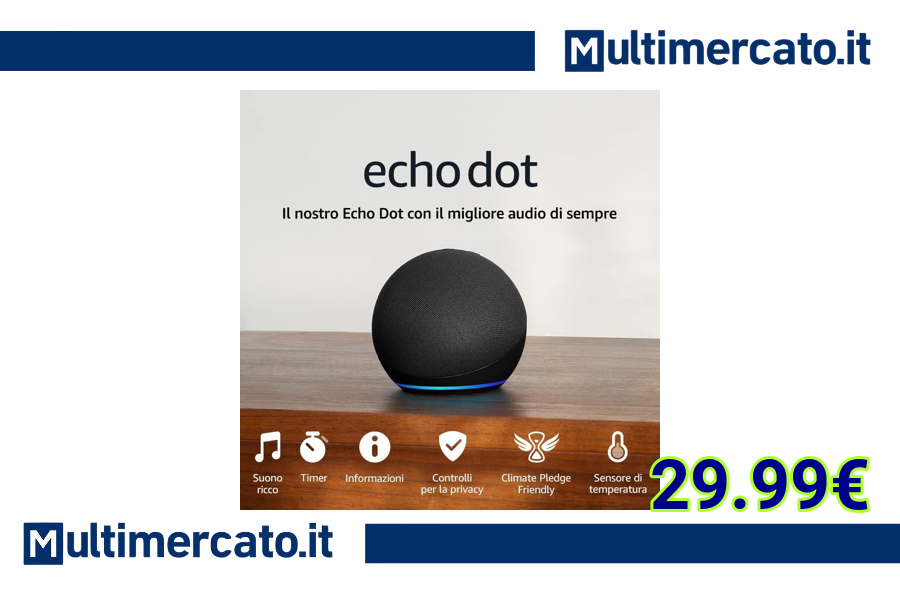 Multimercato.it
echo dot
Il nostro Echo Dot con il migliore audio di sempre
Suono
ricco
Timer
Informazioni
Controlli
per la privacy
Climate Pledge
Friendly
Sensore di
temperatura
29.99€
Multimercato.it